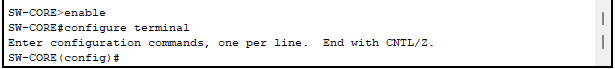 SW-CORE>enable
SW-CORE#configure terminal
Enter configuration commands, one per line.  End with CNTL/Z.
SW-CORE(config)#